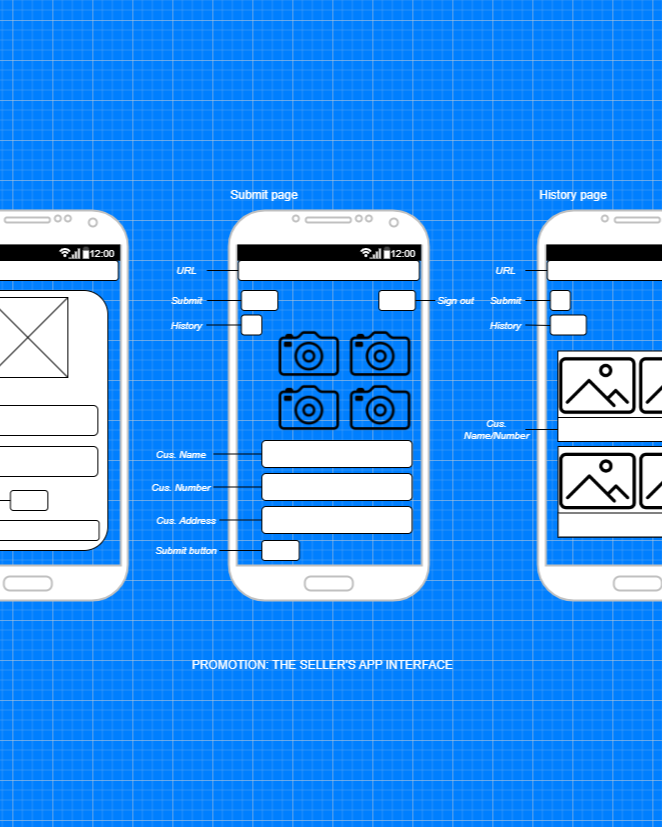 Submit page
History page
12:00
12:00
URL
URL
Submit
Sign out
Submit
History
History
Cus.
Name/Number
Cus. Name
Cus. Number
Cus. Address
Submit button
PROMOTION: THE SELLER'S APP INTERFACE